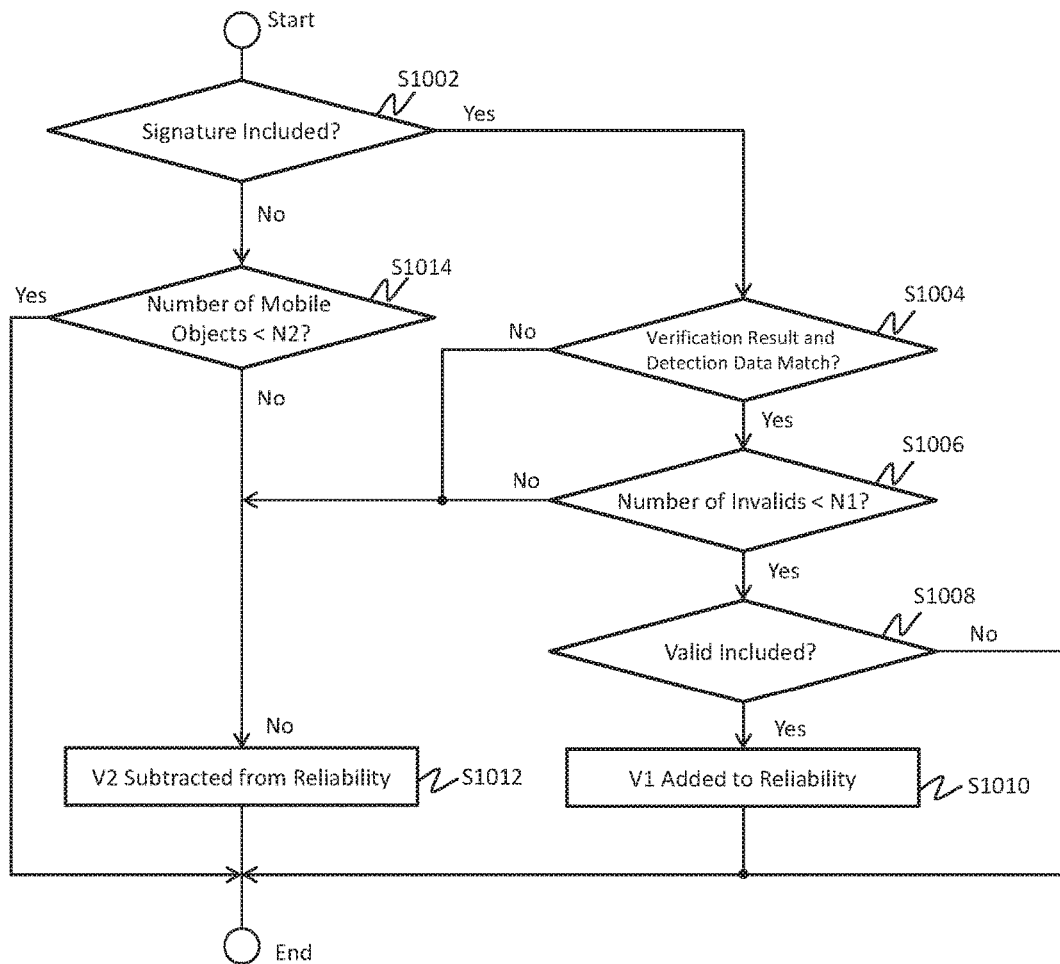 Start
S1002
Signature Included?
Yes
No
S1014
Yes
Number of Mobile
Objects < N2?
No
S1004
No
Verification Result and
Detection Data Match?
Yes
S1006
No
Number of Invalids < N1?
Yes
S1008
Valid Included?
No
Yes
No
V2 Subtracted from Reliability
S1012
V1 Added to Reliability
S1010
End